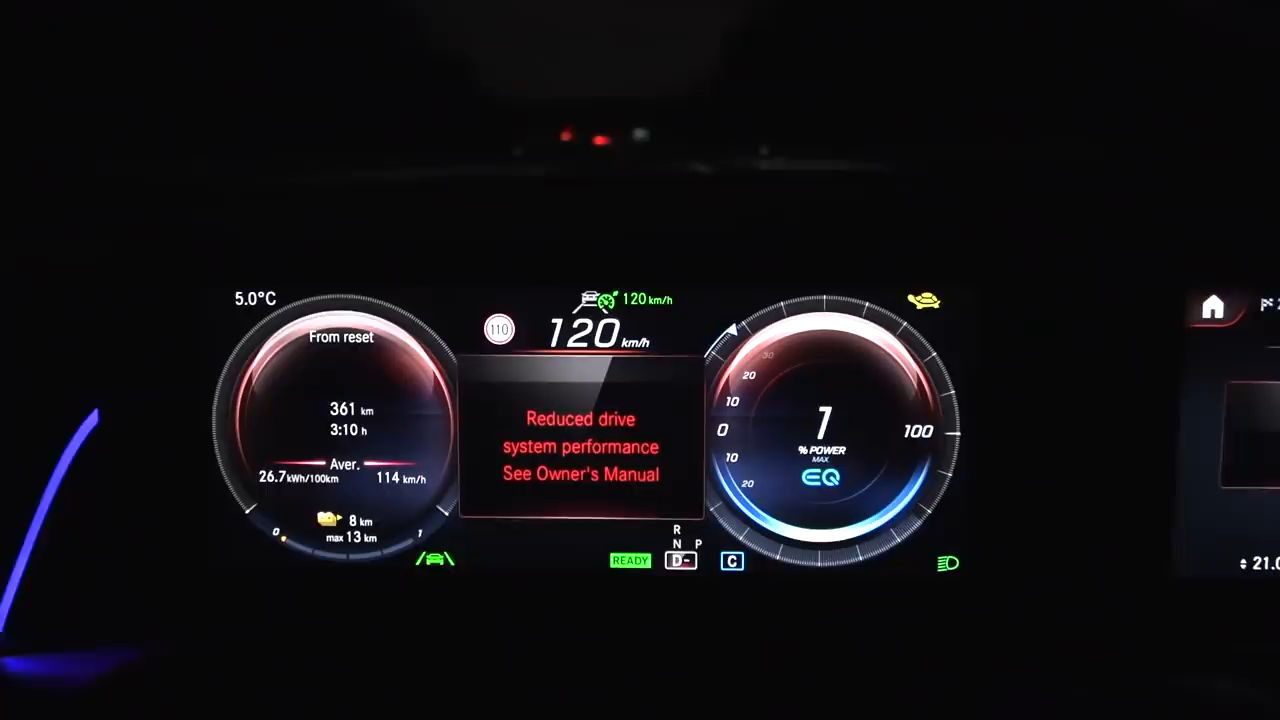 5.0°C
From reset
361 km
3:10 h
Aver.
26.7 kWh/100km 114 km/h
8 km
max 13 km
0 1
120 km/h
110
120 km/h
Reduced drive
system performance
See Owner's Manual
R
N P
D-
READY
C
30
20
10
0
10
20
100
1
% POWER
MAX
EQ
21.0